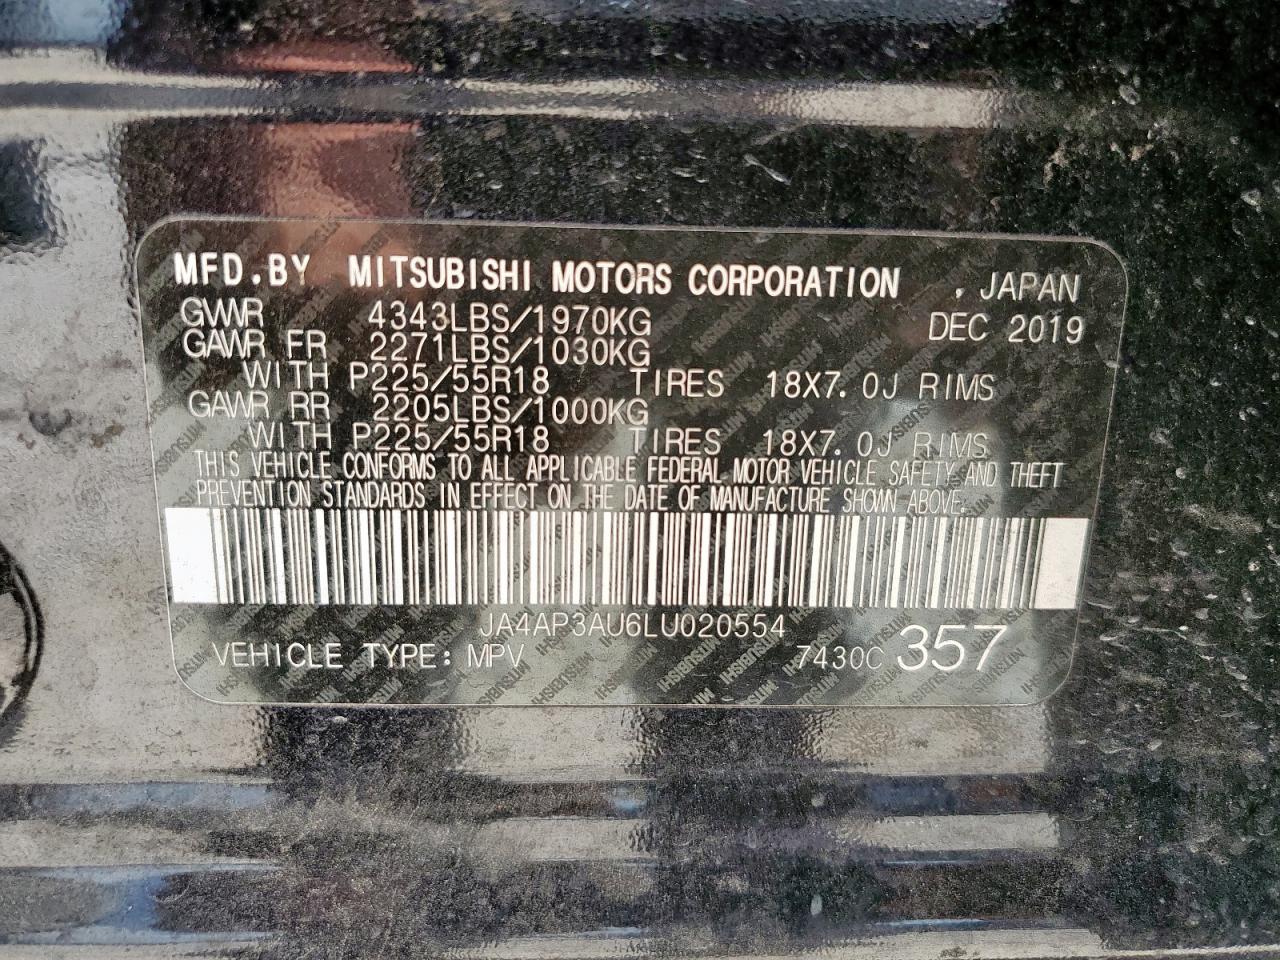 MFD.BY MITSUBISHI MOTORS CORPORATION , JAPAN
GVWR 4343LBS/1970KG DEC 2019
GAWR FR 2271LBS/1030KG
WITH P225/55R18 TIRES 18X7.0J RIMS
GAWR RR 2205LBS/1000KG
WITH P225/55R18 TIRES 18X7.0J RIMS
THIS VEHICLE CONFORMS TO ALL APPLICABLE FEDERAL MOTOR VEHICLE SAFETY AND THEFT
PREVENTION STANDARDS IN EFFECT ON THE DATE OF MANUFACTURE SHOWN ABOVE.
JA4AP3AU6LU020554
VEHICLE TYPE: MPV 7430C 357